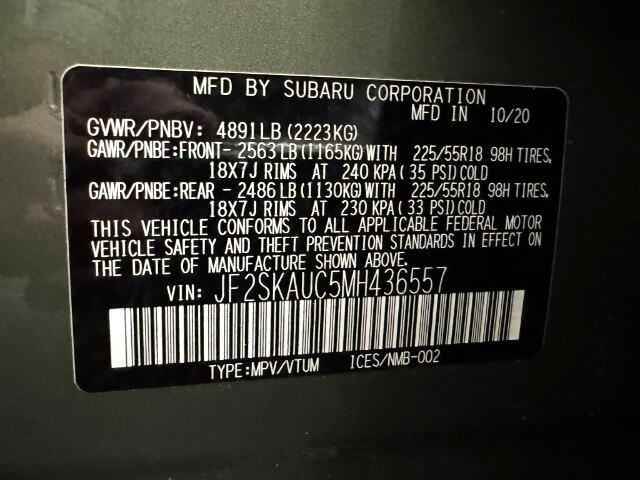 MFD BY SUBARU CORPORATION
MFD IN 10/20
GVWR/PNBV: 4891LB(2223KG)
GAWR/PNBE:FRONT- 2563LB(1165KG)WITH 225/55R18 98H TIRES,
18X7J RIMS AT 240 KPA( 35 PSI)COLD
GAWR/PNBE:REAR - 2486LB(1130KG)WITH 225/55R18 98H TIRES,
18X7J RIMS AT 230 KPA( 33 PSI)COLD
THIS VEHICLE CONFORMS TO ALL APPLICABLE FEDERAL MOTOR
VEHICLE SAFETY AND THEFT PREVENTION STANDARDS IN EFFECT ON
THE DATE OF MANUFACTURE SHOWN ABOVE.
VIN: JF2SKAUC5MH436557
TYPE:MPV/VTUM ICES/NMB-002